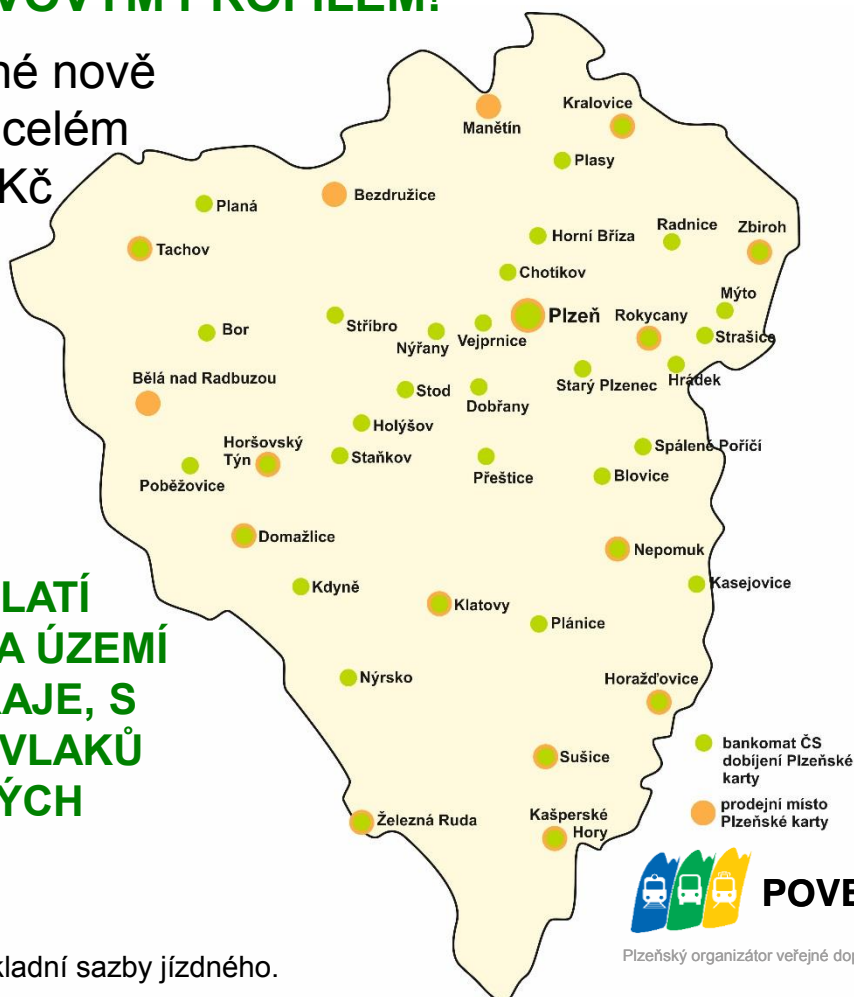 né nově
celém
Kč
Manětín
Kralovice
Plasy
Planá
Bezdružice
Tachov
Horní Bříza
Radnice
Zbiroh
Chotíkov
Mýto
Plzeň
Rokycany
Bor
Stříbro
Nýřany
Vejprnice
Strašice
Bělá nad Radbuzou
Stod
Dobřany
Starý Plzenec
Hrádek
Holýšov
Horšovský
Týn
Staňkov
Přeštice
Spálené Poříčí
Poběžovice
Blovice
Domažlice
Nepomuk
Kdyně
Klatovy
Kasejovice
Plánice
LATÍ
A ÚZEMÍ
AJE, S
VLAKŮ
ÝCH
Nýrsko
Horažďovice
Sušice
bankomat ČS
dobíjení Plzeňské
karty
prodejní místo
Plzeňské karty
Železná Ruda
Kašperské
Hory
POVE
Plzeňský organizátor veřejné dop
kladní sazby jízdného.